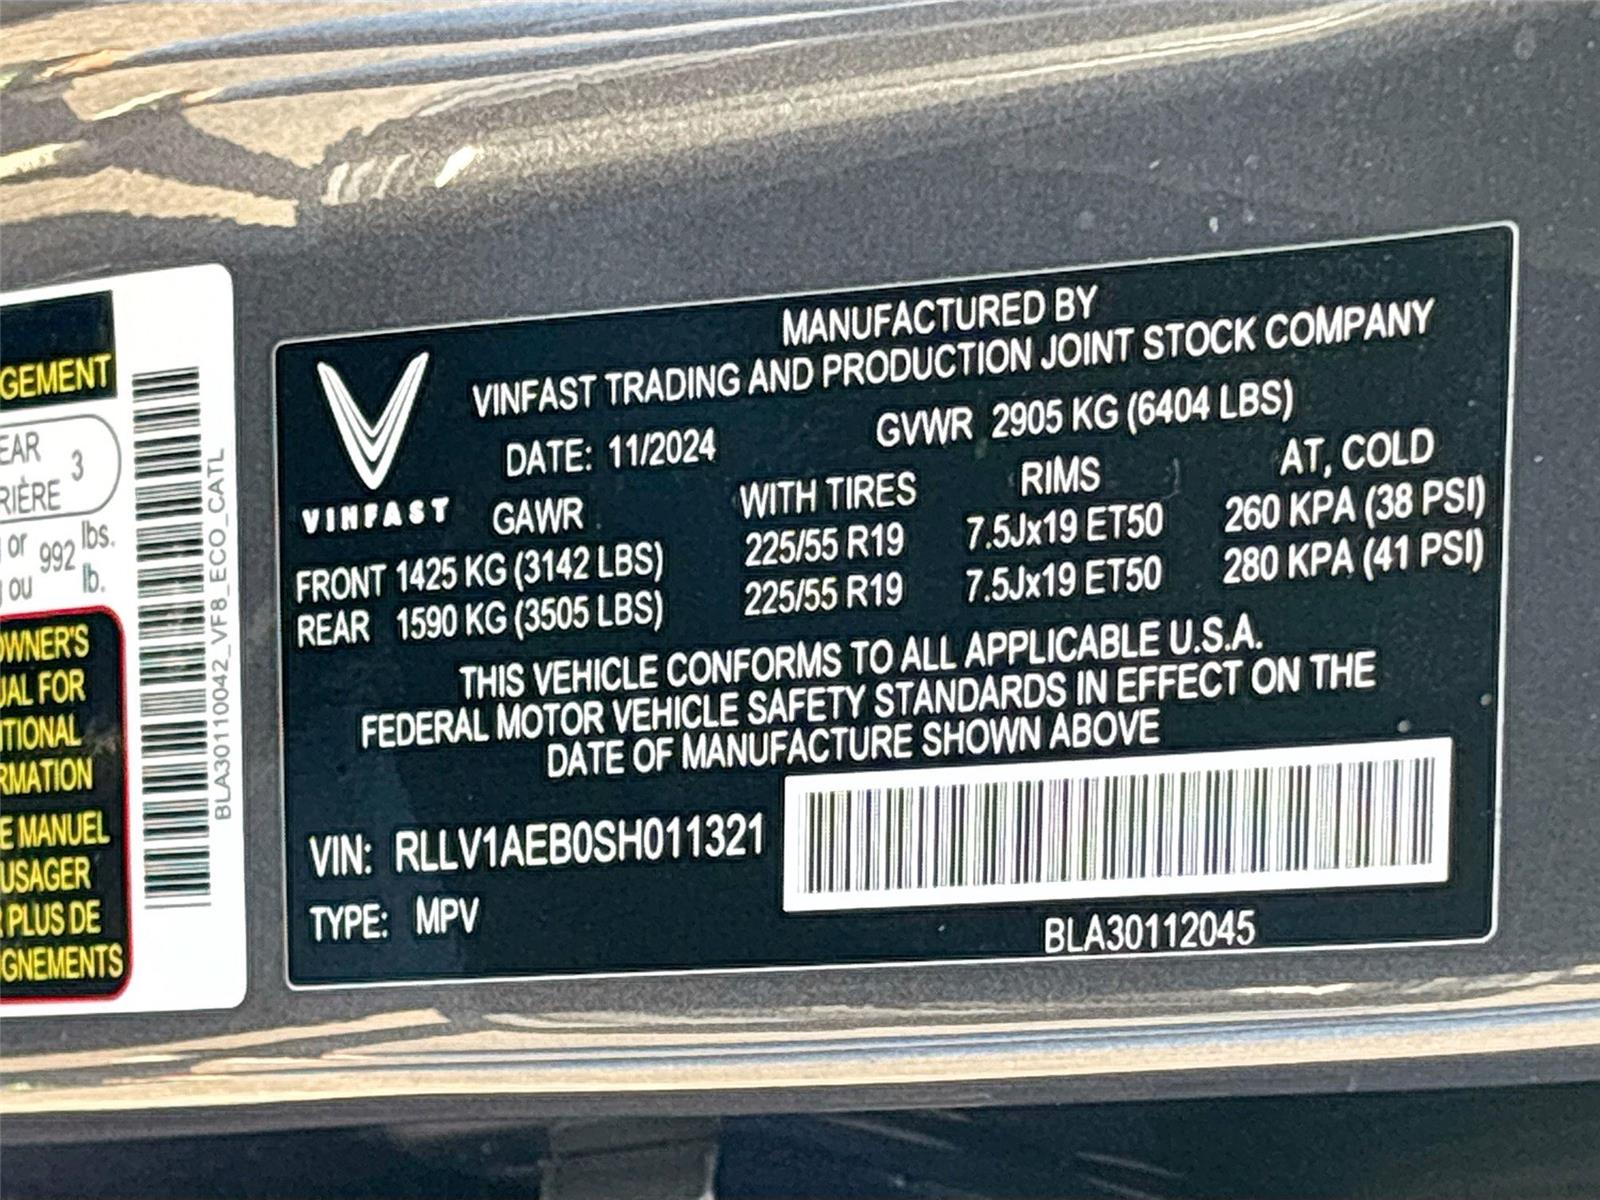 GEMENT
EAR
RIÈRE 3
or 992 lbs.
ou lb.
OWNER'S
UAL FOR
ITIONAL
RMATION
E MANUEL
USAGER
PLUS DE
GNEMENTS
BLA30110042_VF8_ECO_CATL
MANUFACTURED BY
VINFAST TRADING AND PRODUCTION JOINT STOCK COMPANY
VINFAST
DATE: 11/2024 GVWR 2905 KG (6404 LBS)
GAWR WITH TIRES RIMS AT, COLD
FRONT 1425 KG (3142 LBS) 225/55 R19 7.5Jx19 ET50 260 KPA (38 PSI)
REAR 1590 KG (3505 LBS) 225/55 R19 7.5Jx19 ET50 280 KPA (41 PSI)
THIS VEHICLE CONFORMS TO ALL APPLICABLE U.S.A.
FEDERAL MOTOR VEHICLE SAFETY STANDARDS IN EFFECT ON THE
DATE OF MANUFACTURE SHOWN ABOVE
VIN: RLLV1AEB0SH011321
TYPE: MPV
BLA30112045